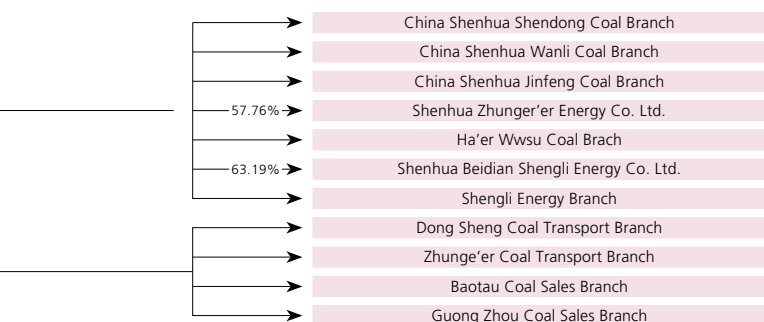 China Shenhua Shendong Coal Branch
China Shenhua Wanli Coal Branch
China Shenhua Jinfeng Coal Branch
57.76% Shenhua Zhunger'er Energy Co. Ltd.
Ha'er Wwsu Coal Brach
63.19% Shenhua Beidian Shengli Energy Co. Ltd.
Shengli Energy Branch
Dong Sheng Coal Transport Branch
Zhunge'er Coal Transport Branch
Baotau Coal Sales Branch
Guong Zhou Coal Sales Branch